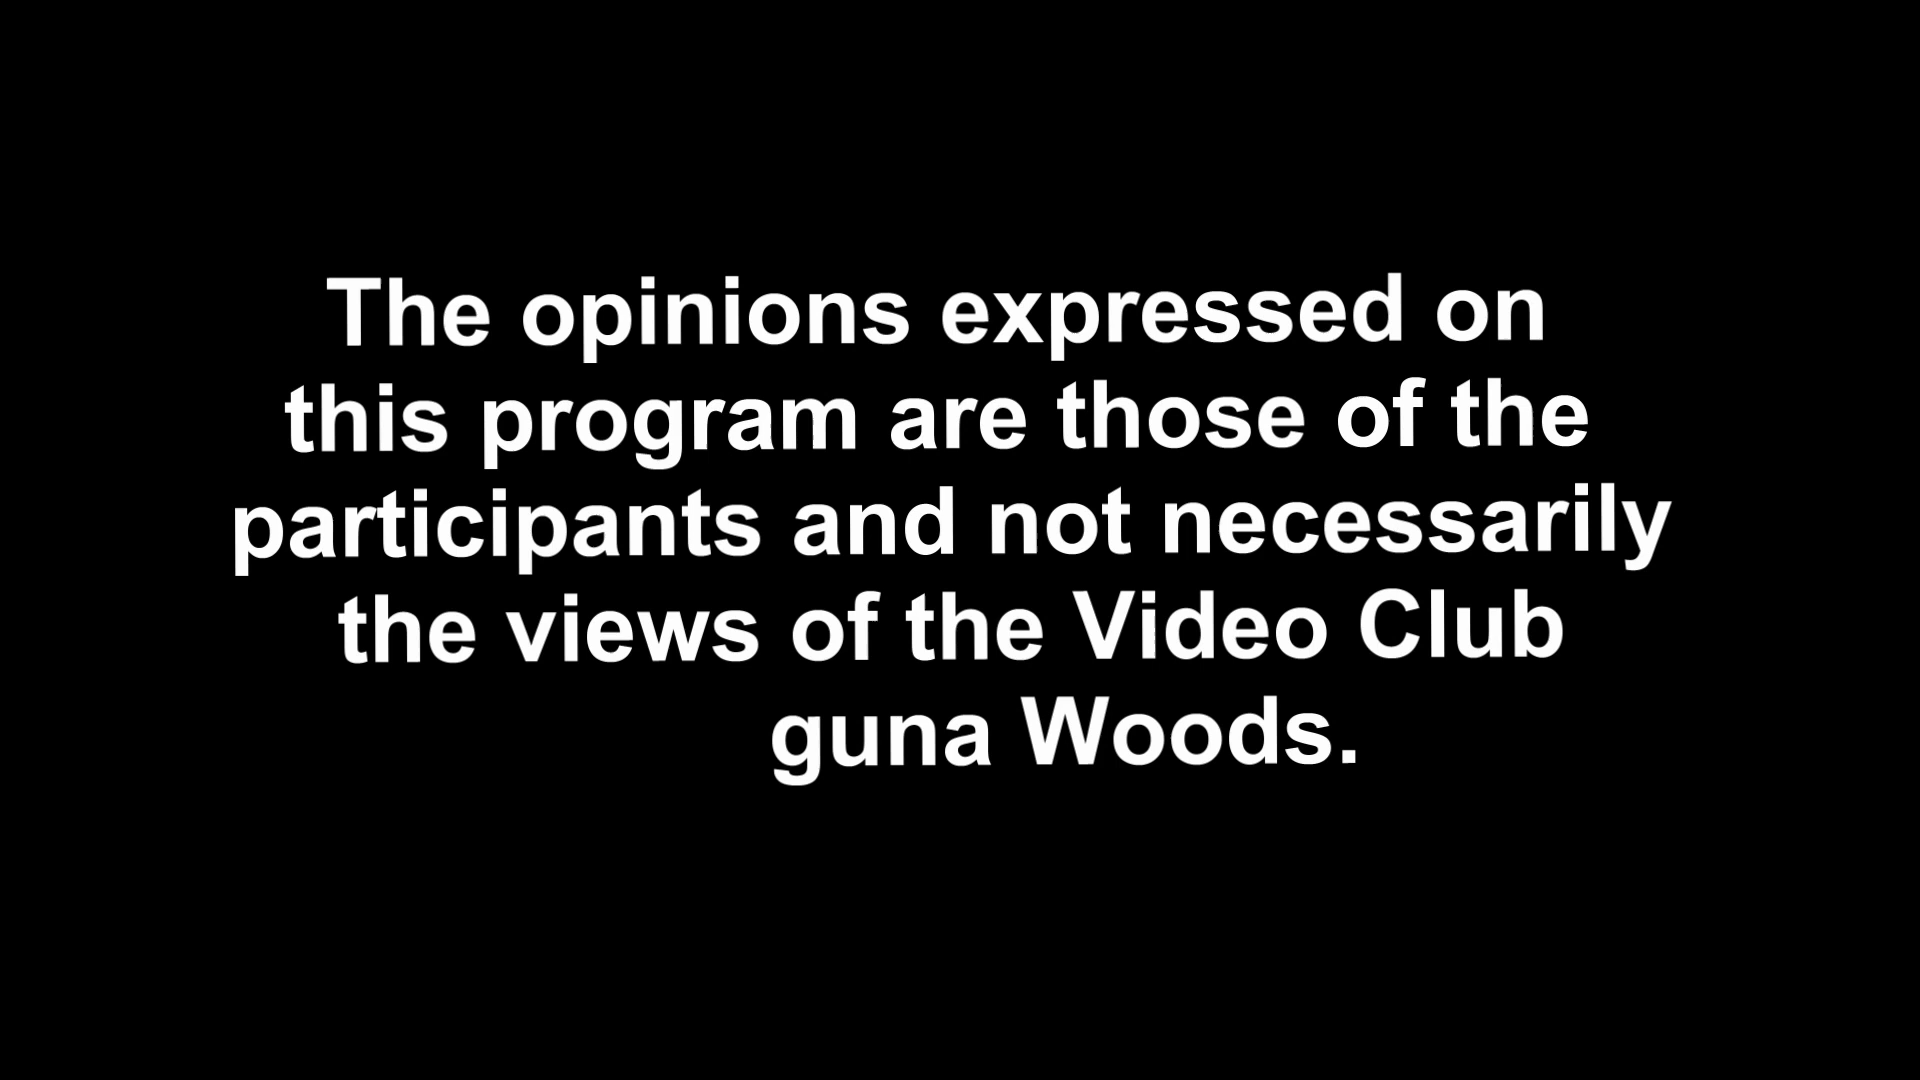 The opinions expressed on
this program are those of the
participants and not necessarily
the views of the Video Club
guna Woods.